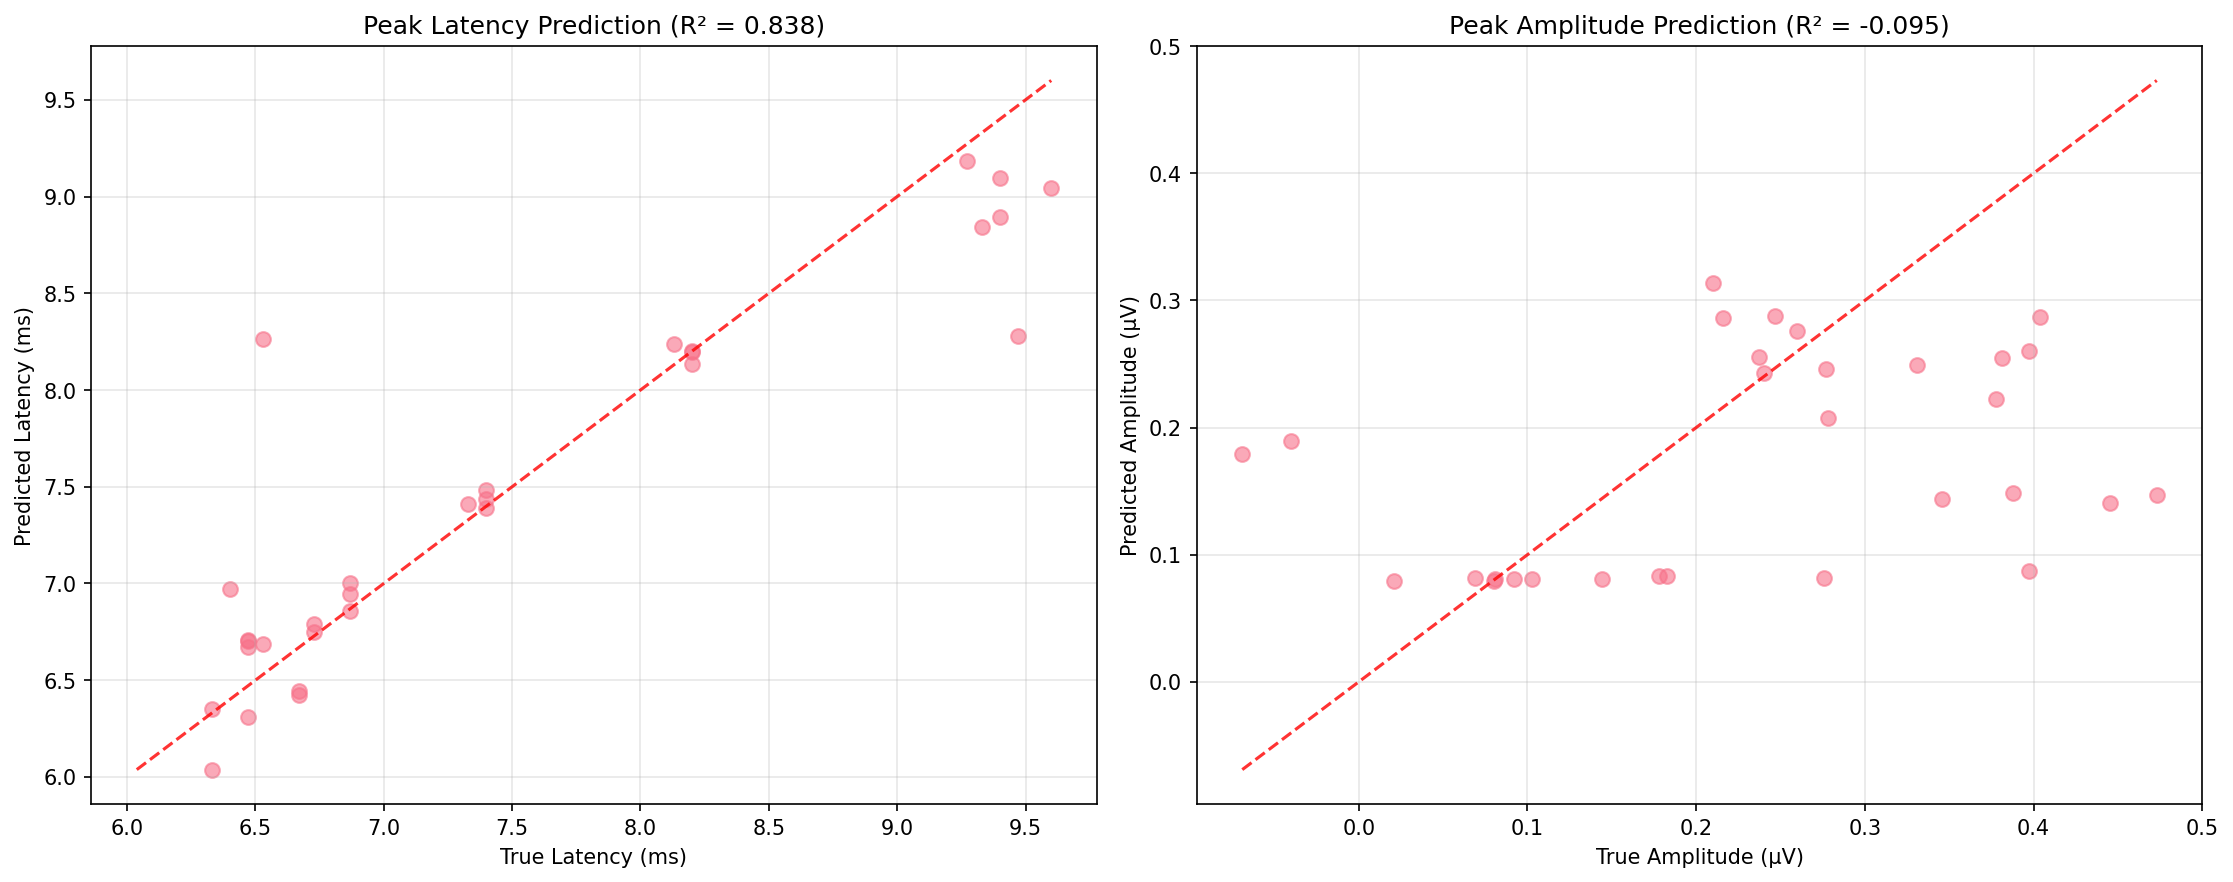 Peak Latency Prediction (R² = 0.838)
Predicted Latency (ms)
9.5
9.0
8.5
8.0
7.5
7.0
6.5
6.0
6.0 6.5 7.0 7.5 8.0 8.5 9.0 9.5
True Latency (ms)
Peak Amplitude Prediction (R² = -0.095)
Predicted Amplitude (μV)
0.5
0.4
0.3
0.2
0.1
0.0
0.0 0.1 0.2 0.3 0.4 0.5
True Amplitude (μV)